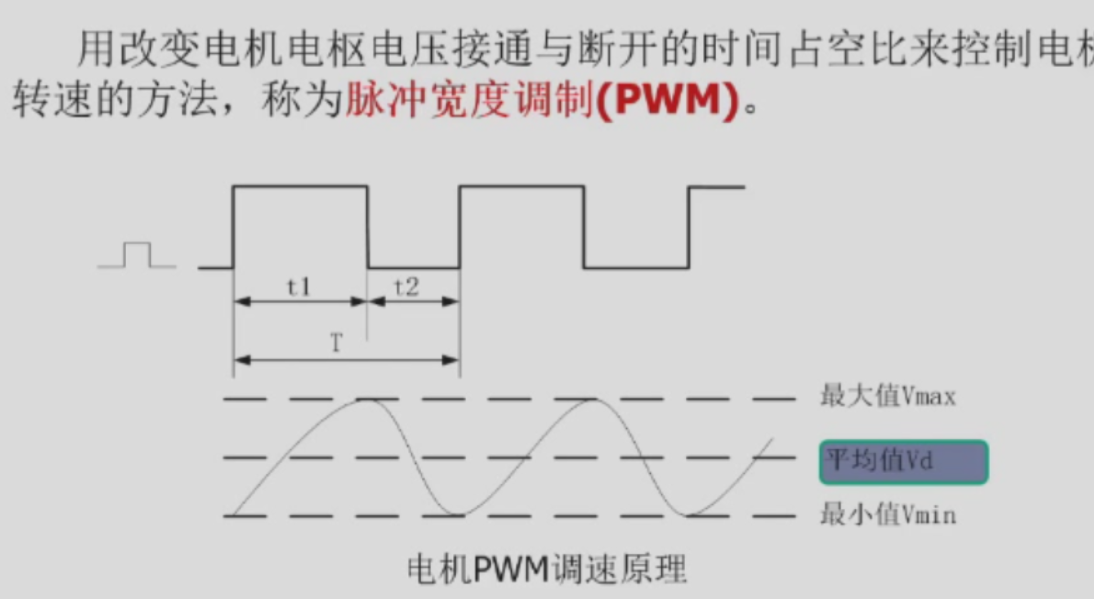 用改变电机电枢电压接通与断开的时间占空比来控制电机
转速的方法，称为脉冲宽度调制(PWM)。
t1
t2
T
最大值Vmax
平均值Vd
最小值Vmin
电机PWM调速原理